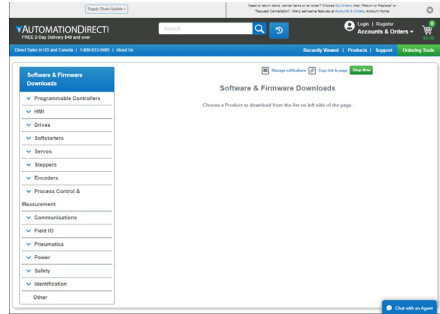 Supply Chain Update
Need to return items, cancel items or an order? Choose My Orders, then "Return or Replace" or
"Request Cancellation". Many self-service features at Accounts & Orders, Account Home.
AUTOMATIONDIRECT
FREE 2-Day Delivery $49 and over
Search
Login | Register
Accounts & Orders
0
$0.00
Direct Sales in US and Canada | 1-800-633-0405 | About Us
Recently Viewed | Products | Support
Ordering Tools
Software & Firmware
Downloads
Programmable Controllers
HMI
Drives
Softstarters
Servos
Steppers
Encoders
Process Control &
Measurement
Communications
Field IO
Pneumatics
Power
Safety
Identification
Other
Manage notifications
Copy link to page
Shop Now
Software & Firmware Downloads
Choose a Product to download from the list on left side of the page.
Chat with an Agent